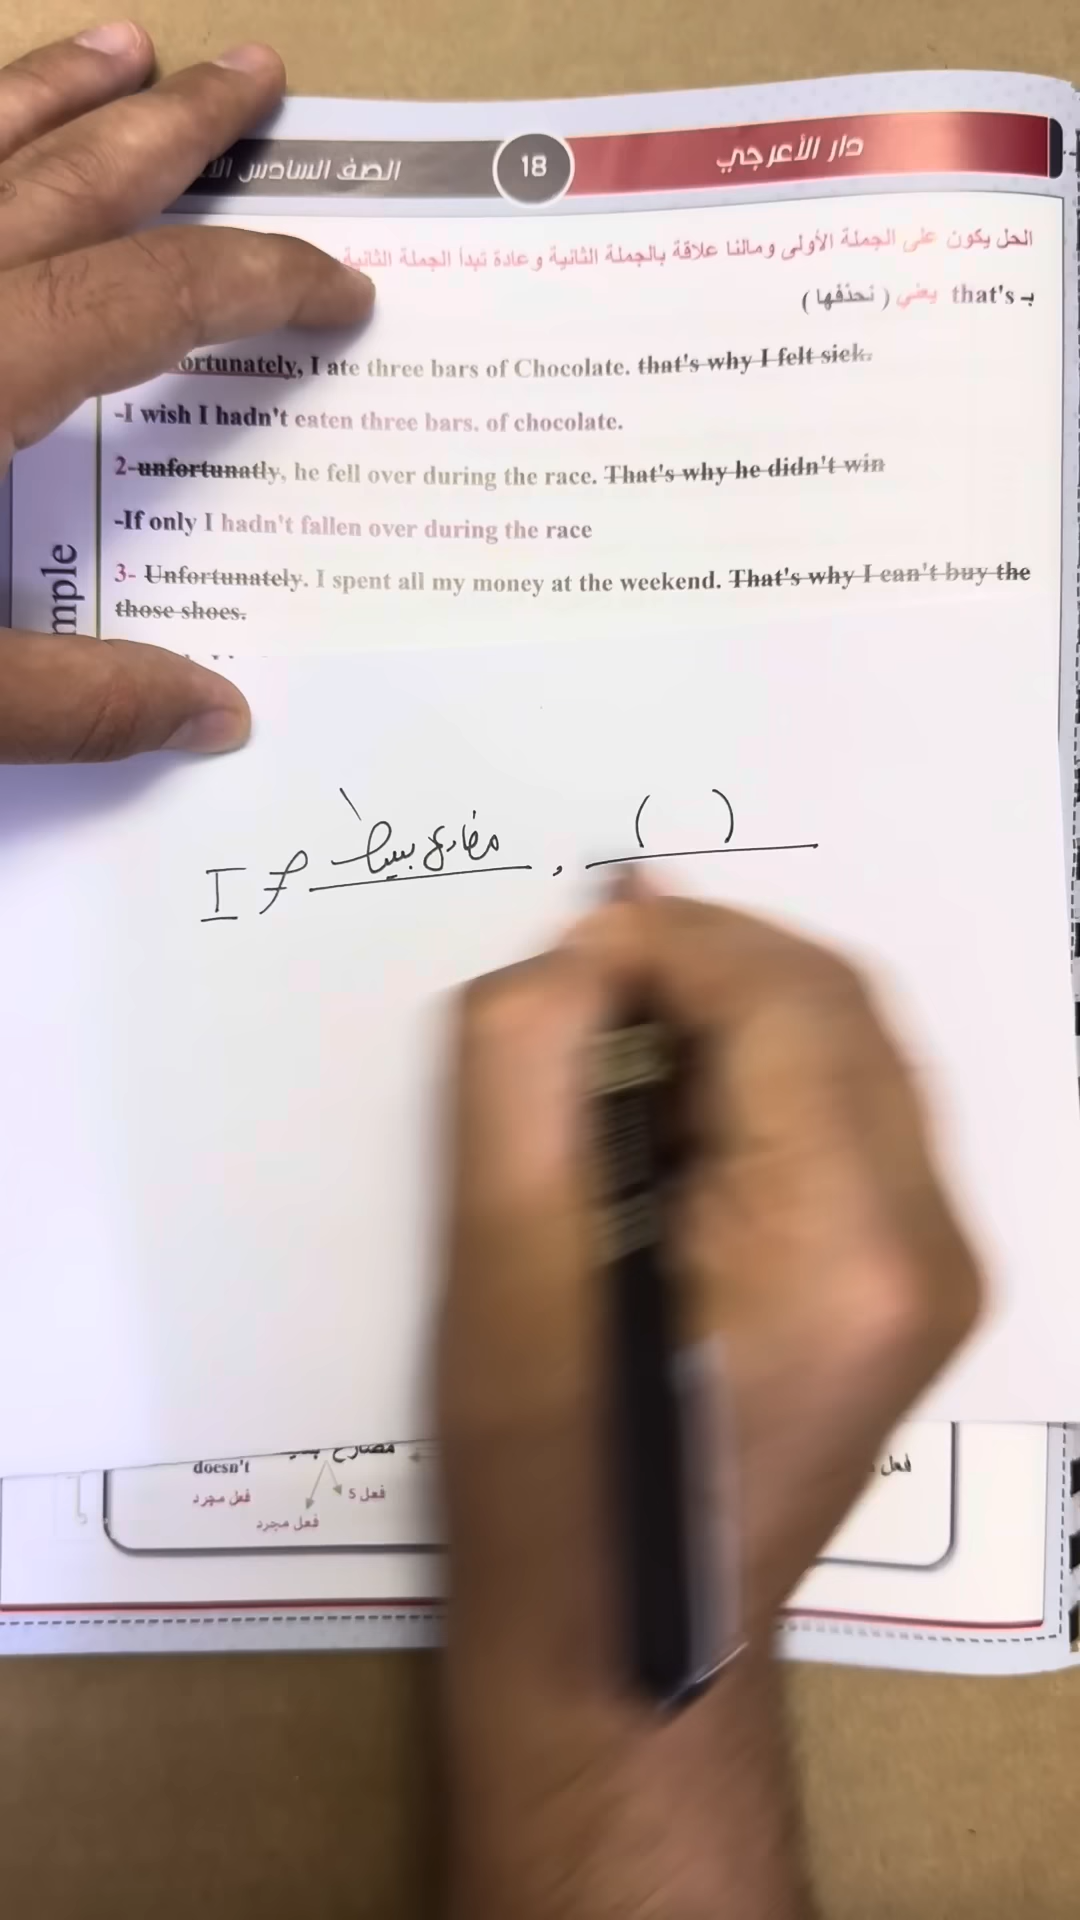 دار الأعرجي
18
الصف السادس
الحل يكون على الجملة الأولى ومالنا علاقة بالجملة الثانية وعادة تبدأ الجملة الثانية
بـ that's يعني ( نحذفها )
ortunately, I ate three bars of Chocolate. that's why I felt sick.
-I wish I hadn't eaten three bars. of chocolate.
2-unfortunatly, he fell over during the race. That's why he didn't win
-If only I hadn't fallen over during the race
3- Unfortunately. I spent all my money at the weekend. That's why I can't buy the
those shoes.
mple
If مضارع بسيط , ( )
doesn't
فعل
فعل مجرد
فعل s
فعل مجرد